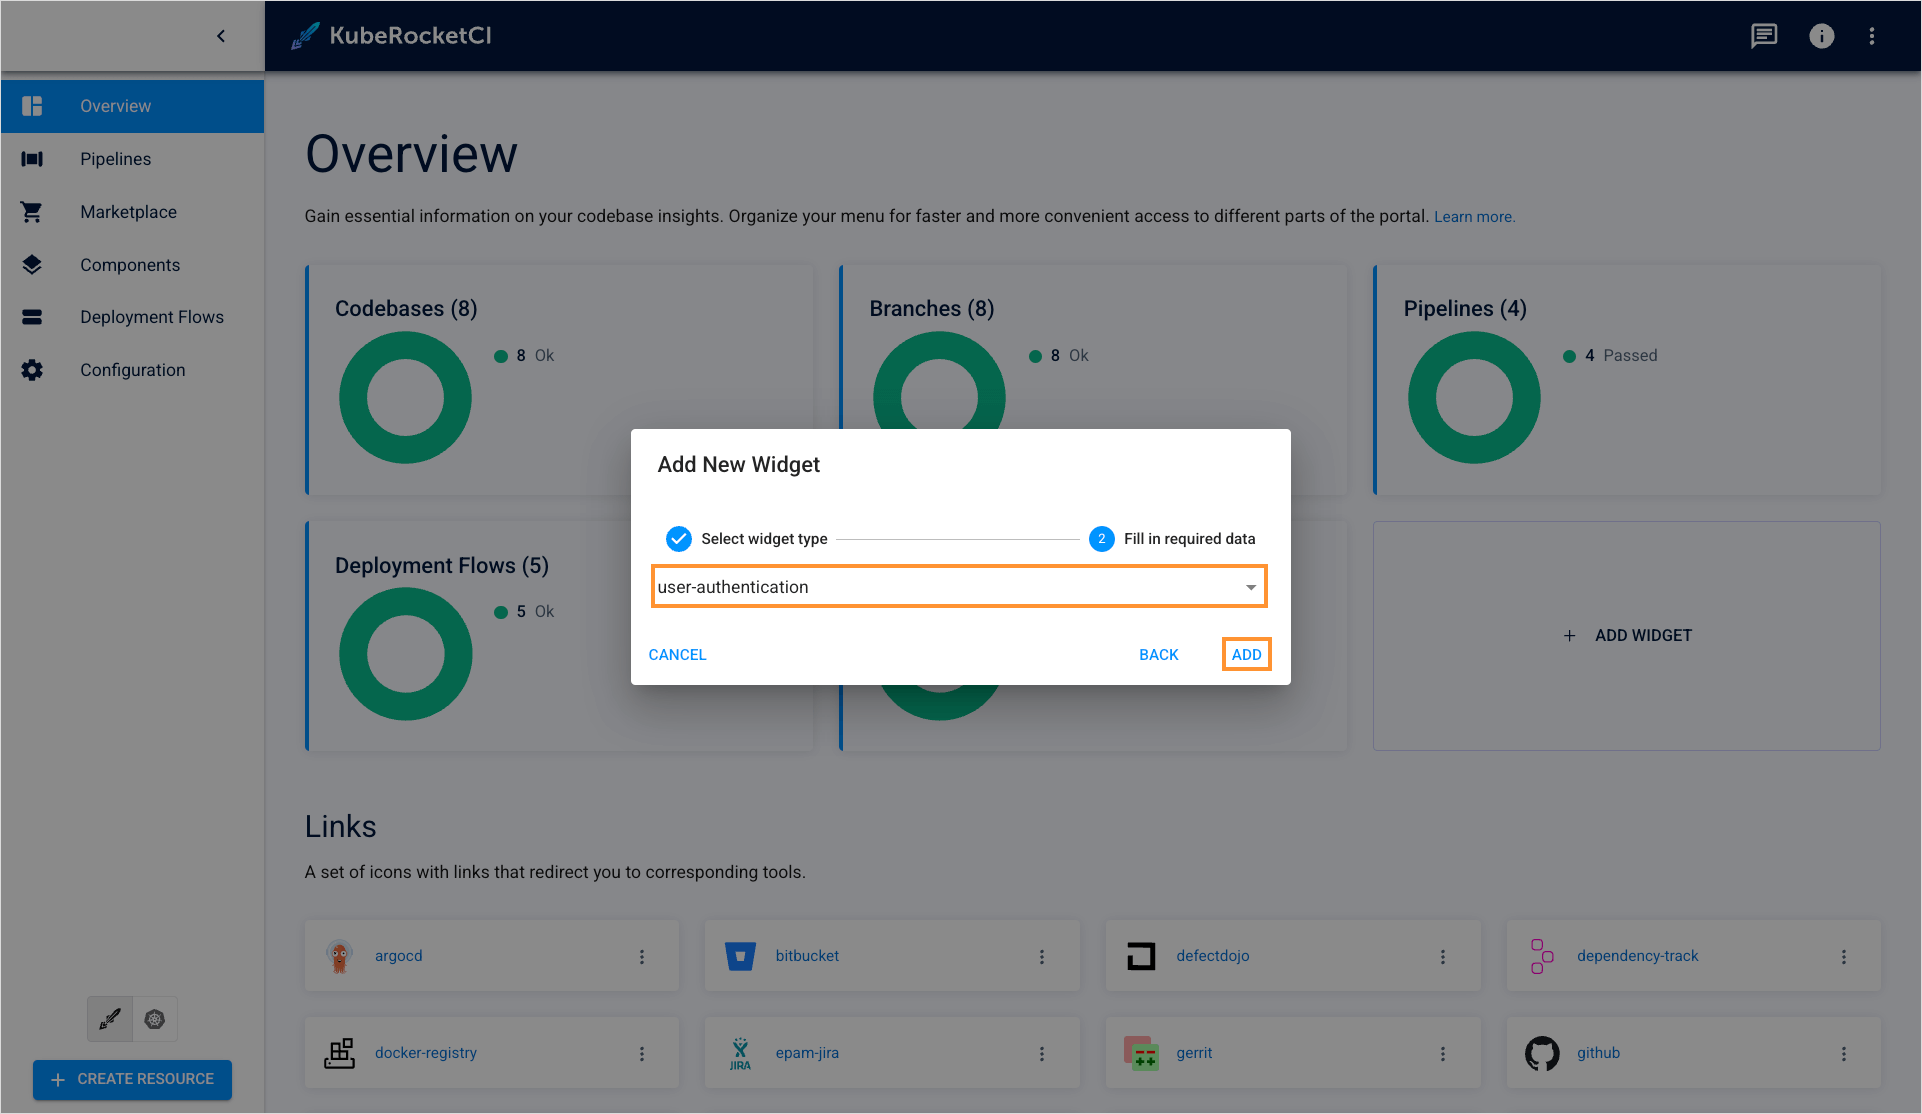 KubeRocketCI
Overview
Pipelines
Marketplace
Components
Deployment Flows
Configuration
CREATE RESOURCE
Overview
Gain essential information on your codebase insights. Organize your menu for faster and more convenient access to different parts of the portal. Learn more.
Codebases (8)
8 Ok
Branches (8)
8 Ok
Pipelines (4)
4 Passed
Deployment Flows (5)
5 Ok
+ ADD WIDGET
Add New Widget
Select widget type
2 Fill in required data
user-authentication
CANCEL
BACK
ADD
Links
A set of icons with links that redirect you to corresponding tools.
argocd
bitbucket
defectdojo
dependency-track
docker-registry
JIRA
epam-jira
gerrit
github